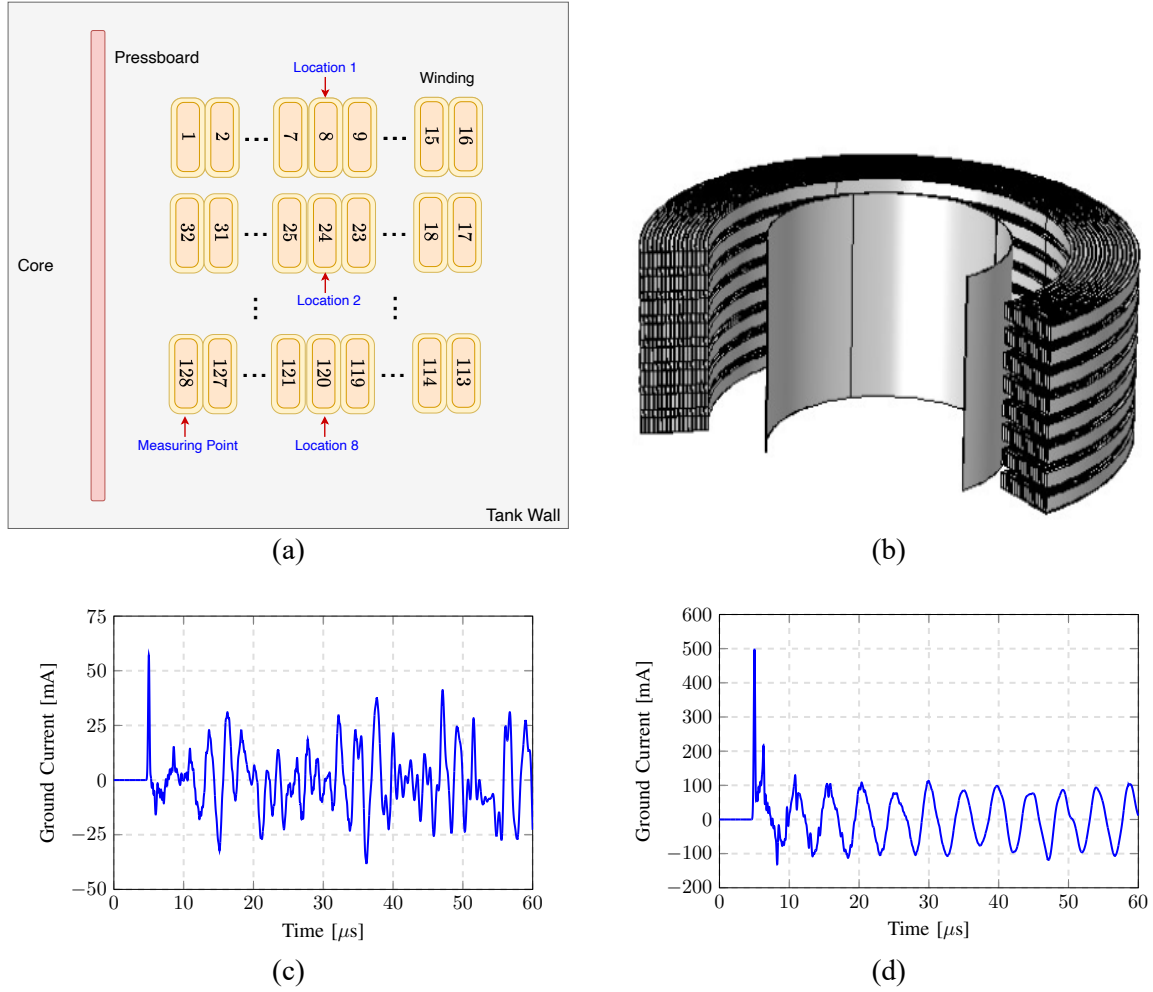 Pressboard
Location 1
Winding
1 2 ... 7 8 9 ... 15 16
32 31 ... 25 24 23 ... 18 17
Core
Location 2
128 127 ... 121 120 119 ... 114 113
Measuring Point Location 8
Tank Wall
(a)
(b)
75
50
25
0
−25
−50
0 10 20 30 40 50 60
Ground Current [mA]
Time [μs]
(c)
600
500
400
300
200
100
0
−100
−200
0 10 20 30 40 50 60
Ground Current [mA]
Time [μs]
(d)